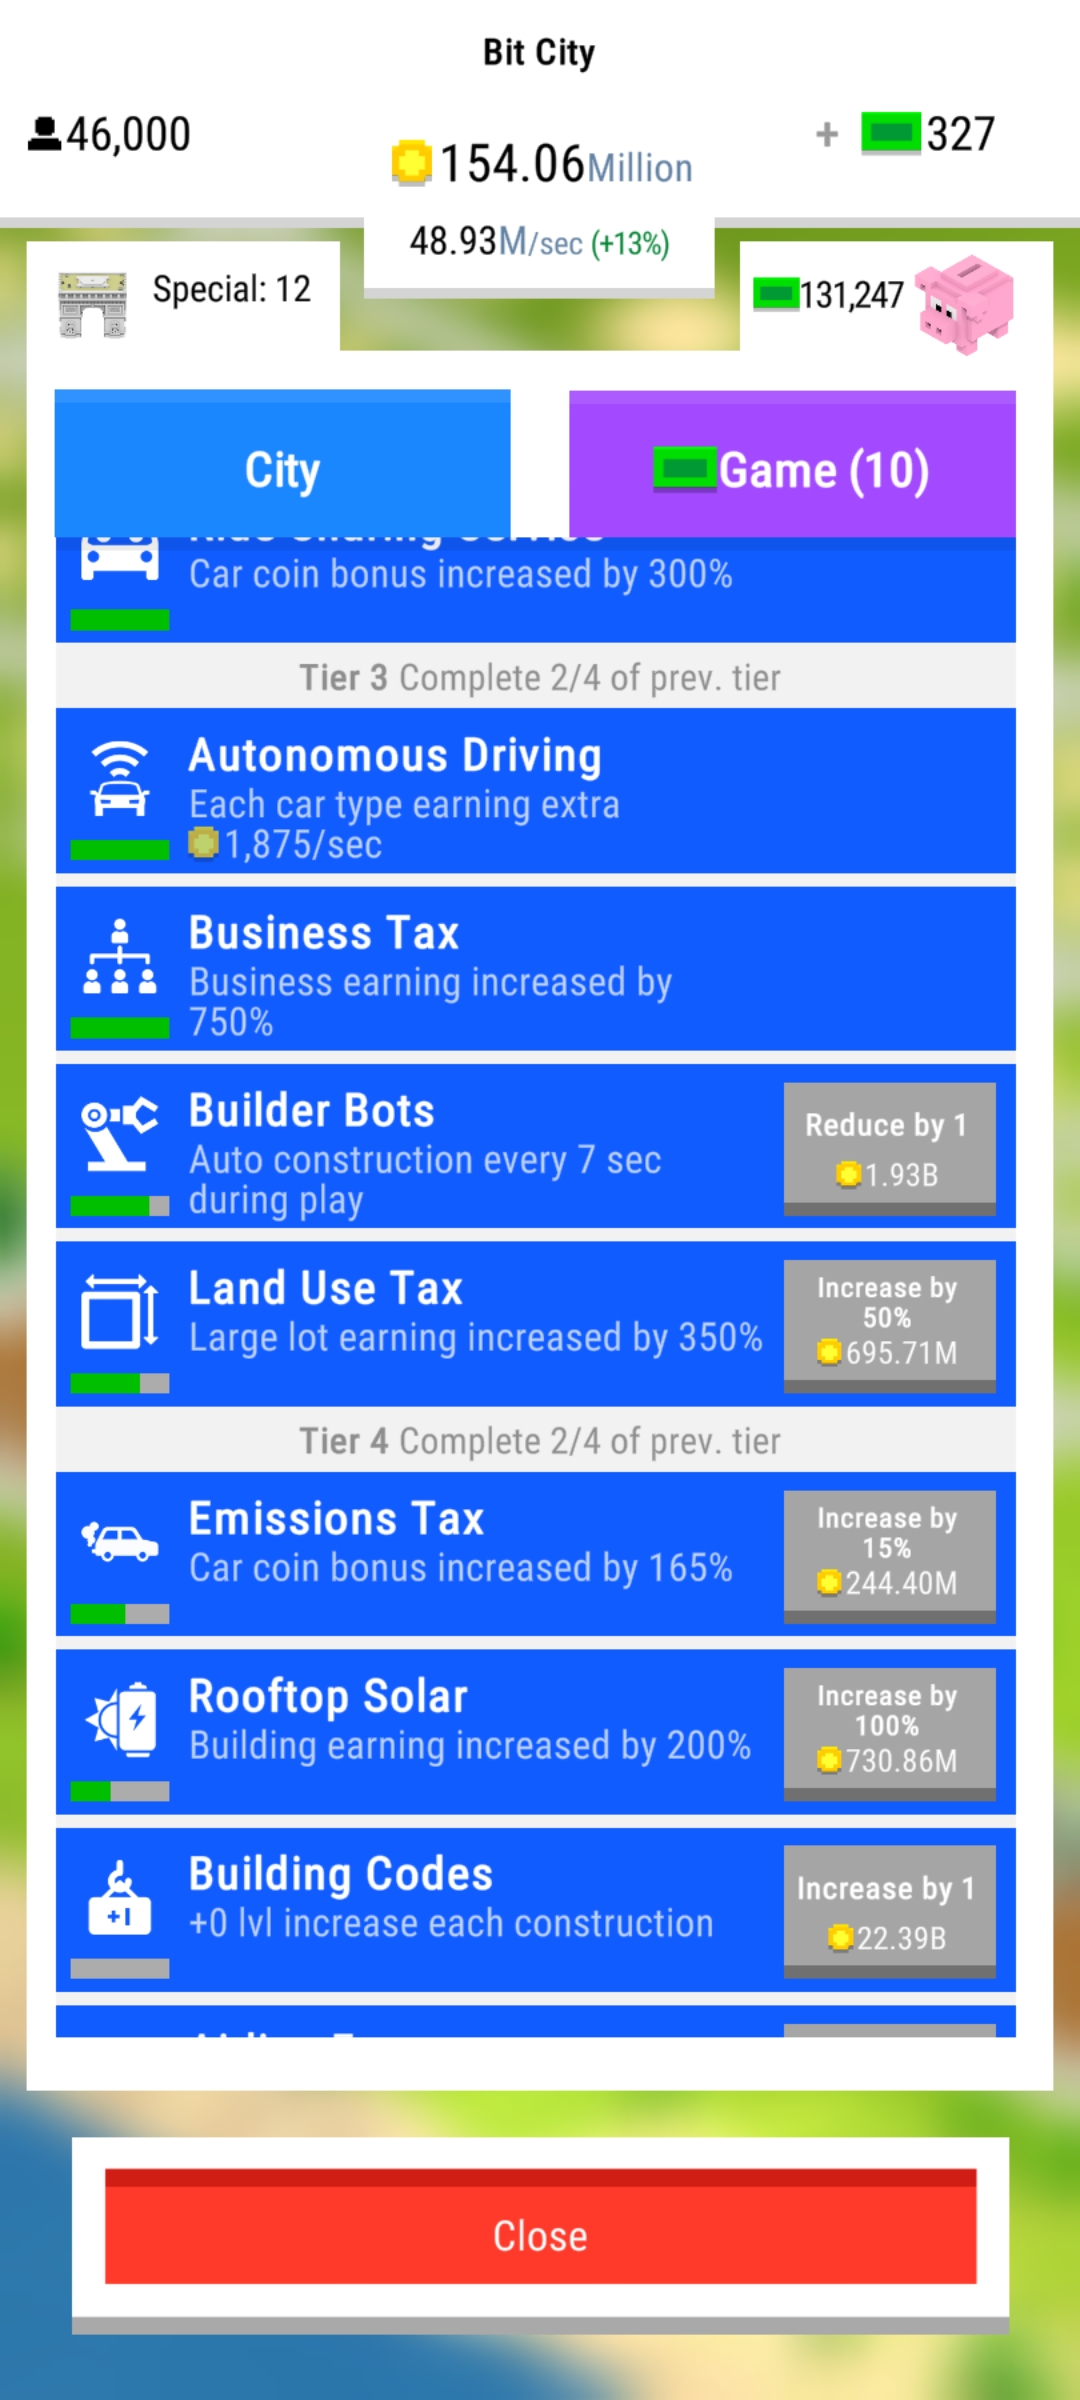 Bit City
46,000
154.06Million
+ 327
48.93M/sec (+13%)
Special: 12
131,247
City
Game (10)
Car coin bonus increased by 300%
Tier 3 Complete 2/4 of prev. tier
Autonomous Driving
Each car type earning extra
1,875/sec
Business Tax
Business earning increased by
750%
Builder Bots
Auto construction every 7 sec
during play
Reduce by 1
1.93B
Land Use Tax
Large lot earning increased by 350%
Increase by
50%
695.71M
Tier 4 Complete 2/4 of prev. tier
Emissions Tax
Car coin bonus increased by 165%
Increase by
15%
244.40M
Rooftop Solar
Building earning increased by 200%
Increase by
100%
730.86M
+1
Building Codes
+0 lvl increase each construction
Increase by 1
22.39B
Close